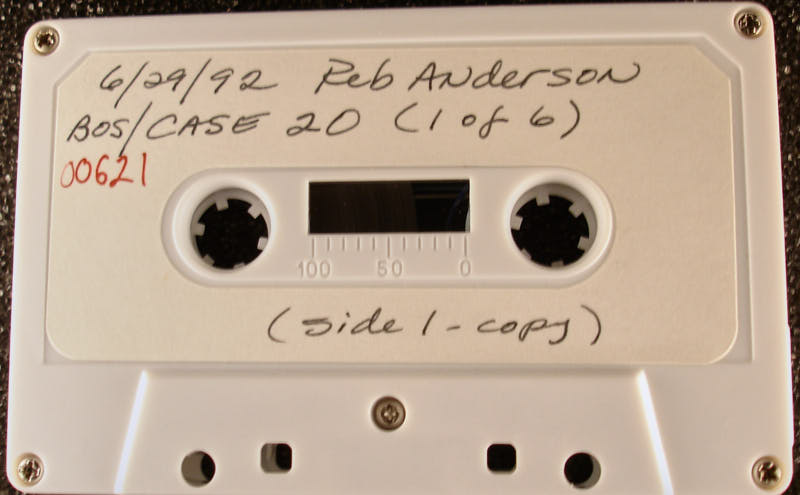 6/29/92 Reb Anderson
BOS/CASE 20 (1 of 6)
00621
100 50 0
(side 1 - copy)